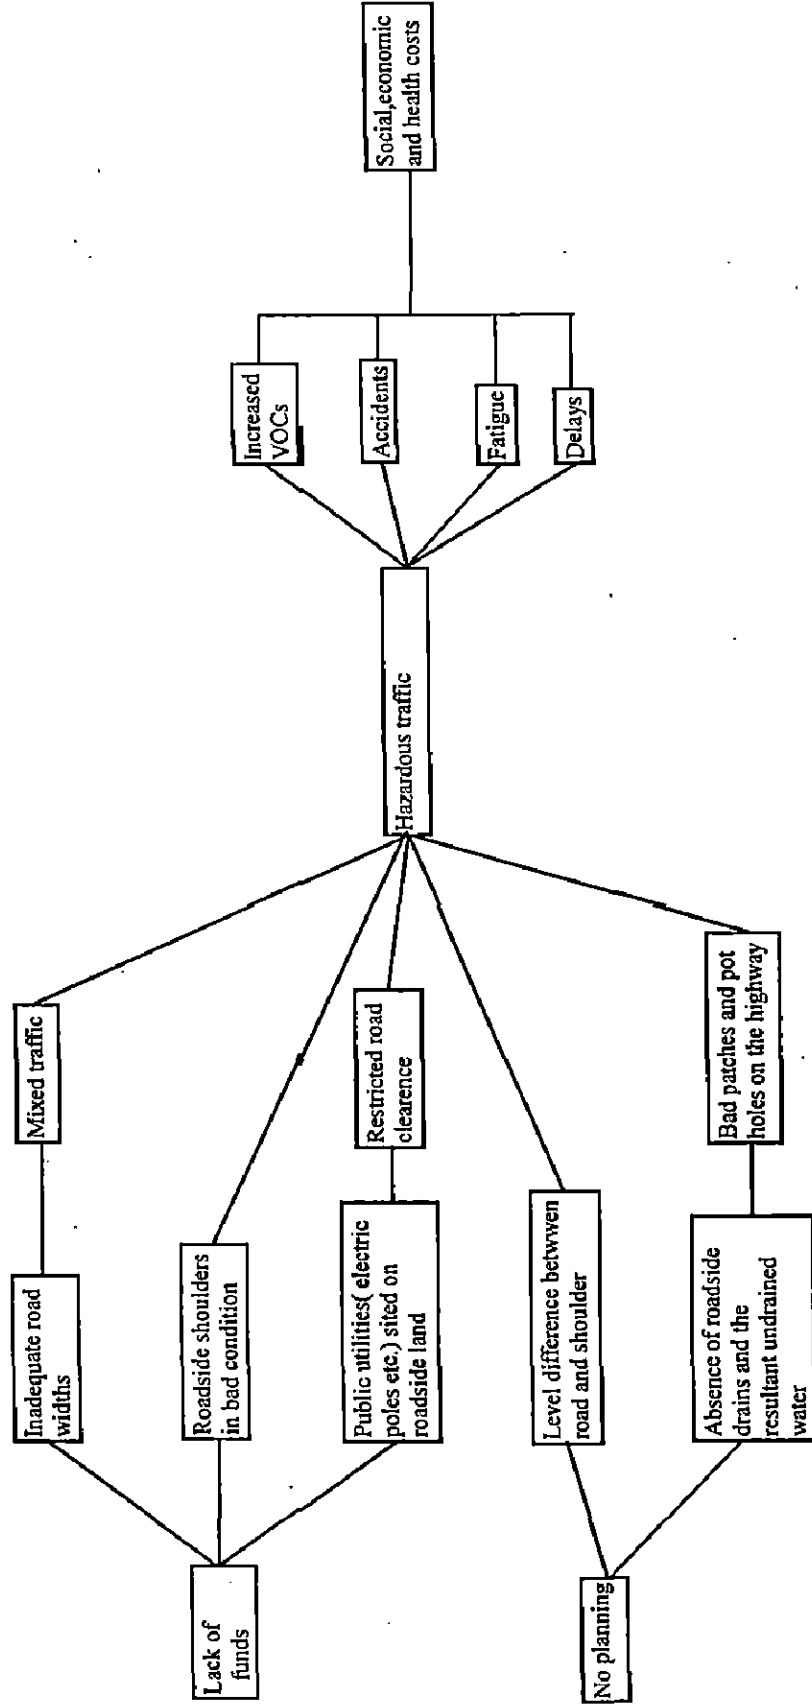 Lack of
funds
No planning
Inadequate road
widths
Roadside shoulders
in bad condition
Public utilities( electric
poles etc.) sited on
roadside land
Level difference betwwen
road and shoulder
Absence of roadside
drains and the
resultant undrained
water
Mixed traffic
Restricted road
clearence
Bad patches and pot
holes on the highway
Hazardous traffic
Increased
VOCs
Accidents
Fatigue
Delays
Social,economic
and health costs